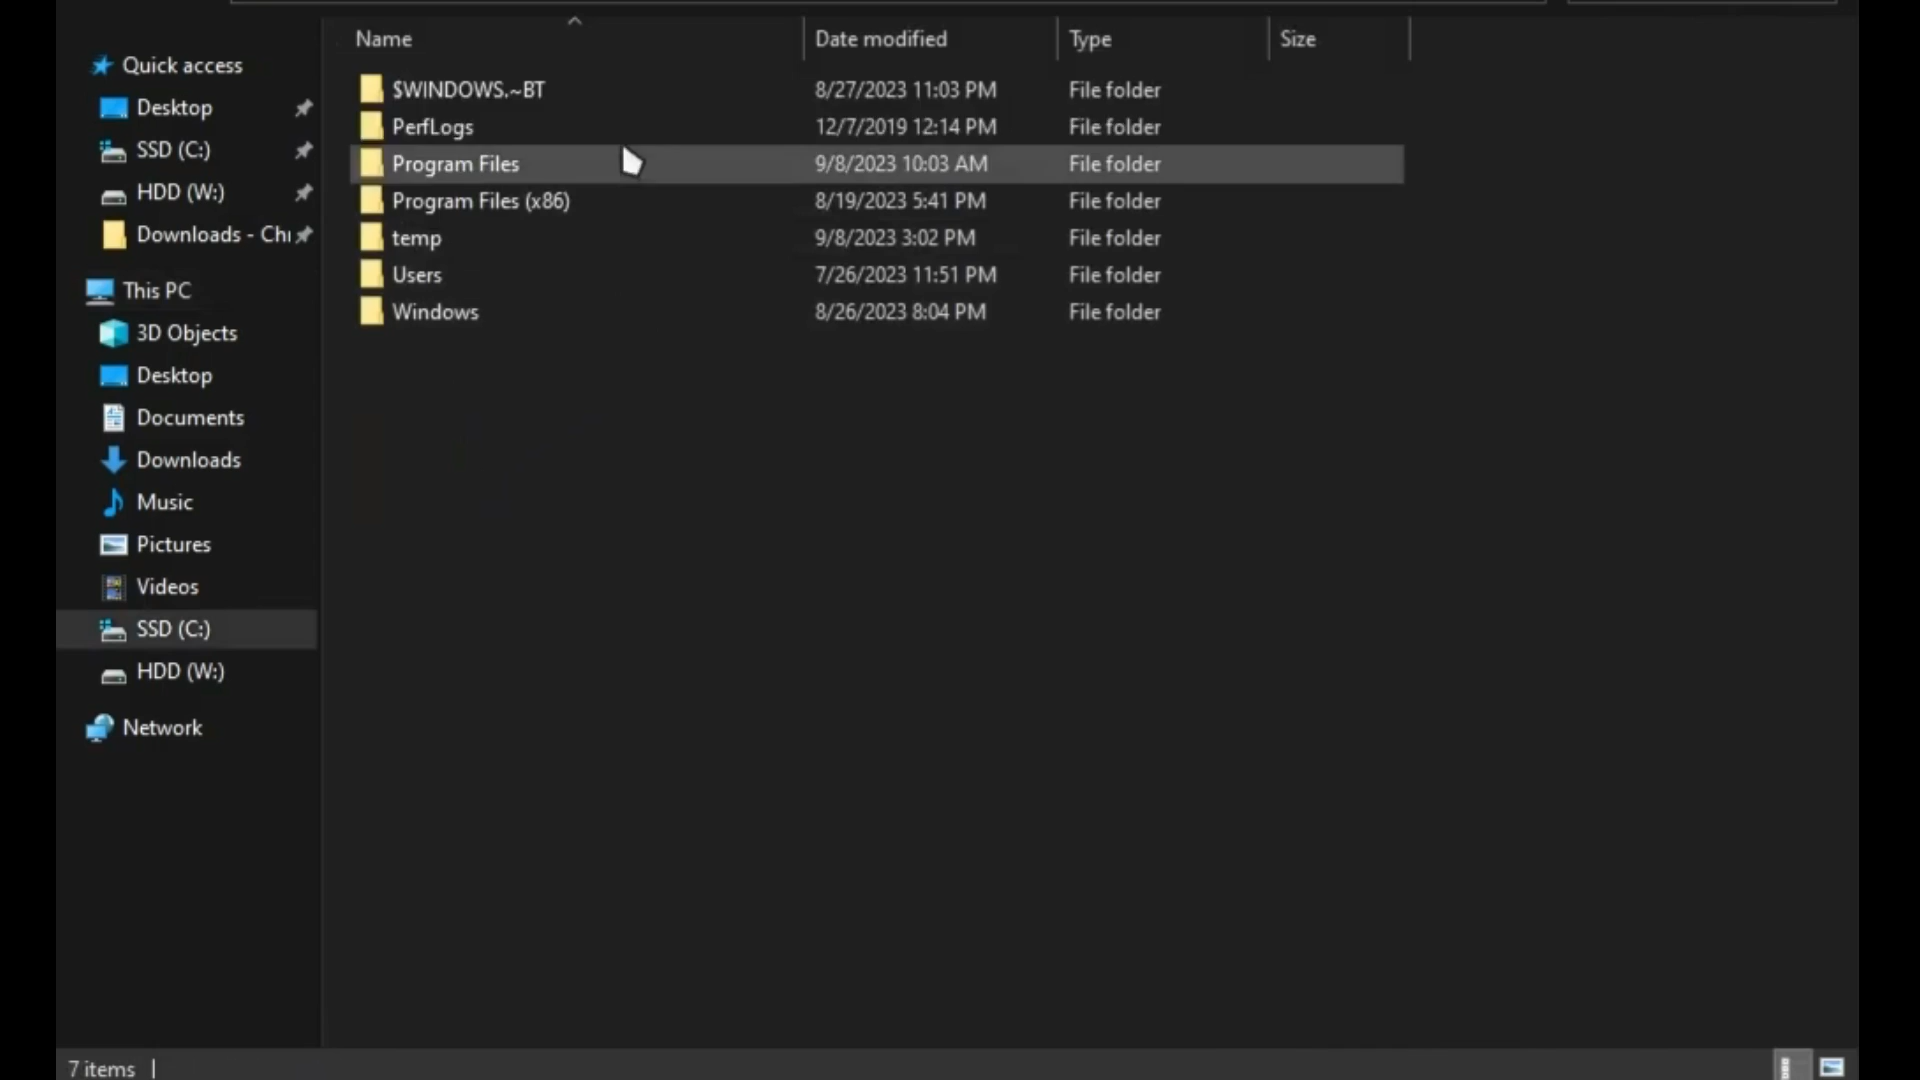 Name Date modified Type Size
Quick access
Desktop
SSD (C:)
HDD (W:)
Downloads - Chr
This PC
3D Objects
Desktop
Documents
Downloads
Music
Pictures
Videos
SSD (C:)
HDD (W:)
Network
$WINDOWS.~BT 8/27/2023 11:03 PM File folder
PerfLogs 12/7/2019 12:14 PM File folder
Program Files 9/8/2023 10:03 AM File folder
Program Files (x86) 8/19/2023 5:41 PM File folder
temp 9/8/2023 3:02 PM File folder
Users 7/26/2023 11:51 PM File folder
Windows 8/26/2023 8:04 PM File folder
7 items